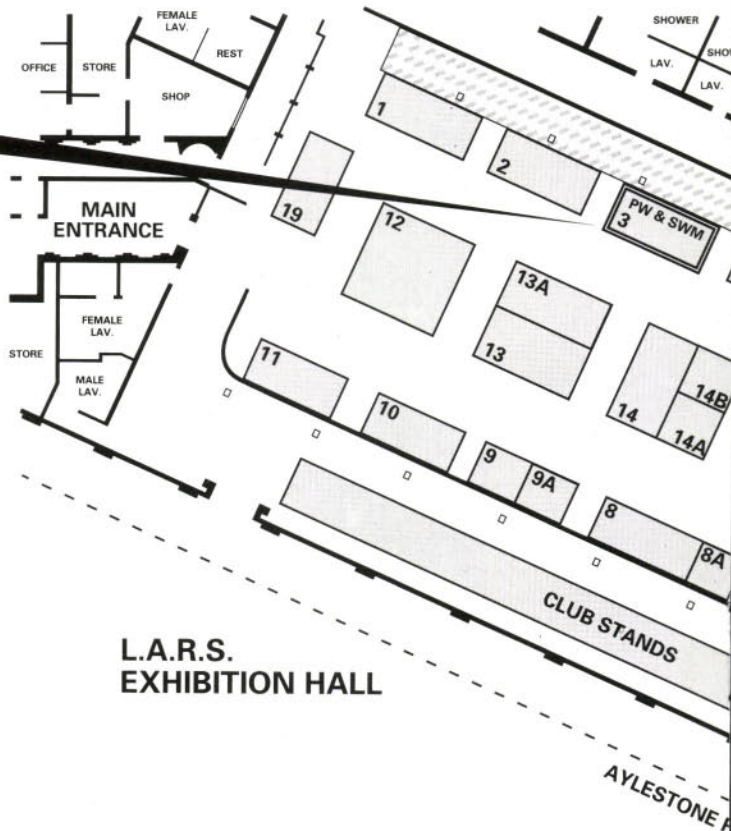 FEMALE
LAV.
SHOWER
OFFICE
STORE
REST
LAV.
LAV.
SHOP
1
2
PW & SWM
3
19
12
MAIN
ENTRANCE
13A
13
FEMALE
LAV.
STORE
MALE
LAV.
11
10
14B
14
14A
9
9A
8
8A
CLUB STANDS
L.A.R.S.
EXHIBITION HALL
AYLESTONE